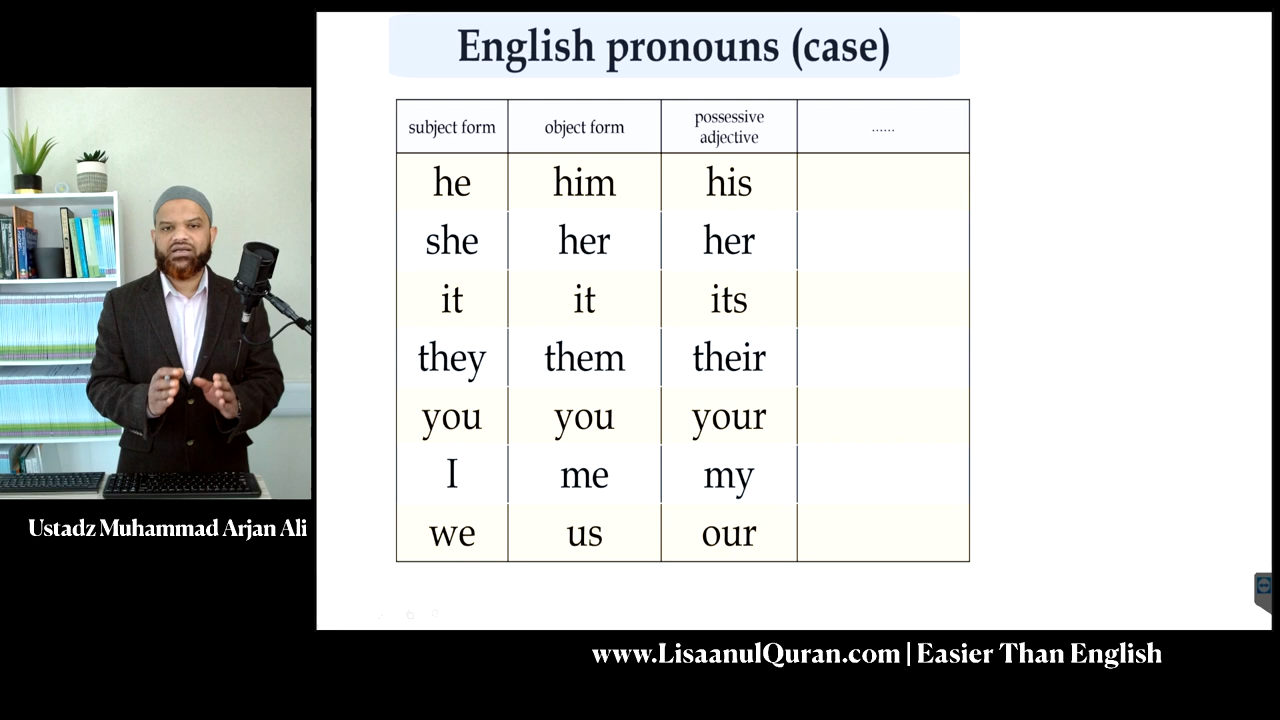 English pronouns (case)
subject form object form possessive adjective ......
he him his
she her her
it it its
they them their
you you your
I me my
we us our
Ustadz Muhammad Arjan Ali
www.LisaanulQuran.com | Easier Than English